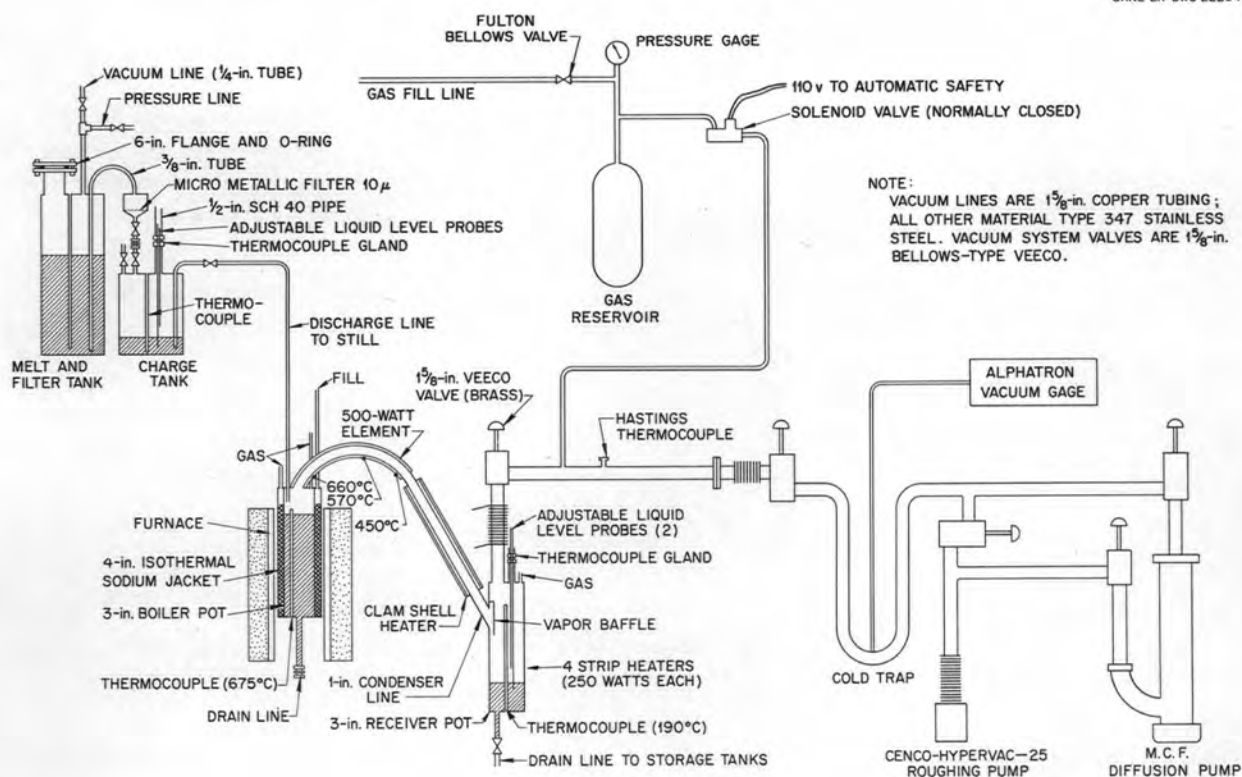 FULTON
BELLOWS VALVE
PRESSURE GAGE
VACUUM LINE (¼-in. TUBE)
PRESSURE LINE
GAS FILL LINE
110 v TO AUTOMATIC SAFETY
SOLENOID VALVE (NORMALLY CLOSED)
6-in. FLANGE AND O-RING
⅜-in. TUBE
MICRO METALLIC FILTER 10 μ
½-in. SCH 40 PIPE
ADJUSTABLE LIQUID LEVEL PROBES
THERMOCOUPLE GLAND
NOTE:
VACUUM LINES ARE 1⅝-in. COPPER TUBING;
ALL OTHER MATERIAL TYPE 347 STAINLESS
STEEL. VACUUM SYSTEM VALVES ARE 1⅝-in.
BELLOWS-TYPE VEECO.
THERMO-
COUPLE
GAS
RESERVOIR
DISCHARGE LINE
TO STILL
MELT AND
FILTER TANK
CHARGE
TANK
FILL
1⅝-in. VEECO
VALVE (BRASS)
ALPHATRON
VACUUM GAGE
500-WATT
ELEMENT
HASTINGS
THERMOCOUPLE
GAS
660°C
570°C
450°C
FURNACE
ADJUSTABLE LIQUID
LEVEL PROBES (2)
THERMOCOUPLE GLAND
GAS
4-in. ISOTHERMAL
SODIUM JACKET
3-in. BOILER POT
CLAM SHELL
HEATER
VAPOR BAFFLE
4 STRIP HEATERS
(250 WATTS EACH)
COLD TRAP
THERMOCOUPLE (675°C)
1-in. CONDENSER
LINE
DRAIN LINE
3-in. RECEIVER POT
THERMOCOUPLE (190°C)
DRAIN LINE TO STORAGE TANKS
CENCO-HYPERVAC-25
ROUGHING PUMP
M.C.F.
DIFFUSION PUMP